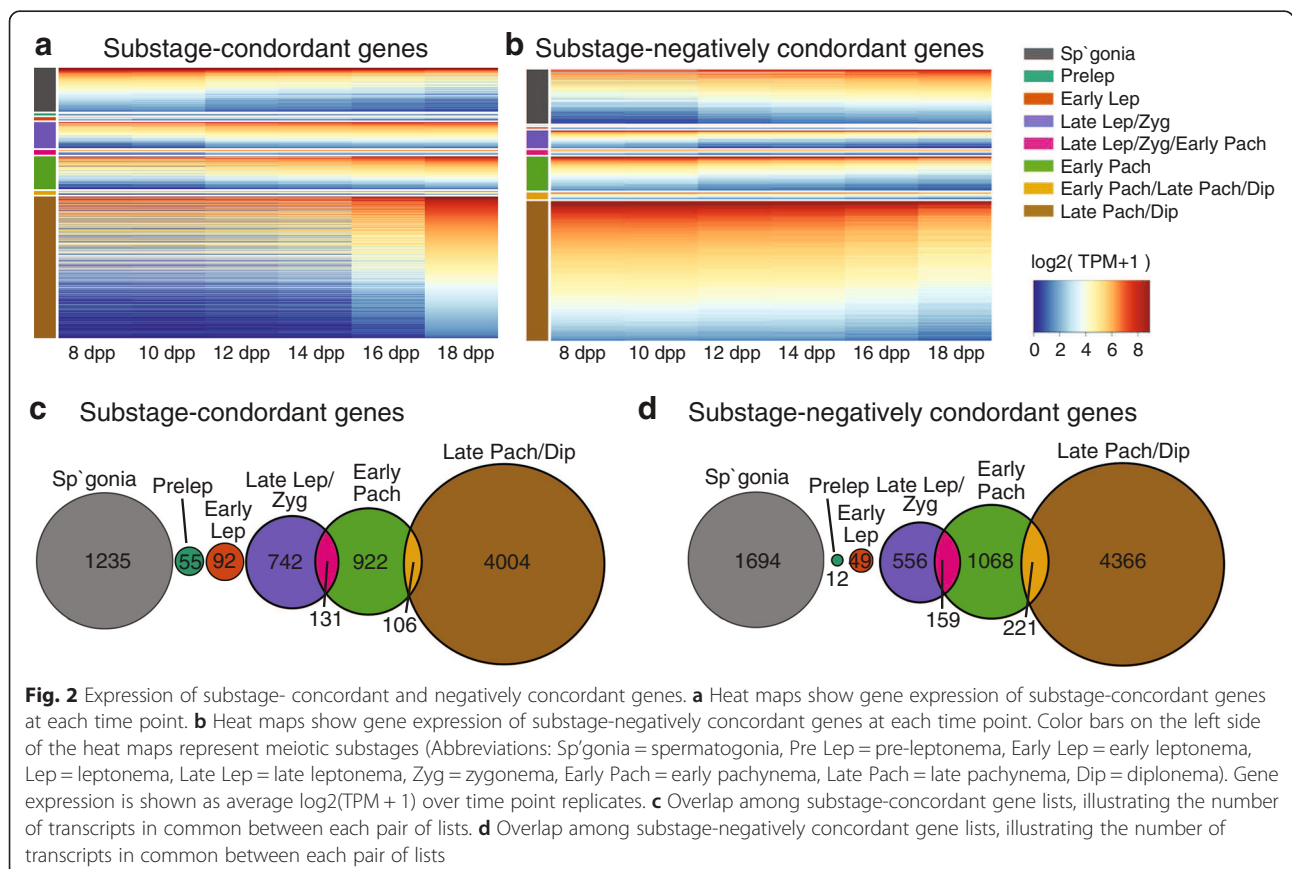 a Substage-condordant genes
b Substage-negatively condordant genes
Sp`gonia
Prelep
Early Lep
Late Lep/Zyg
Late Lep/Zyg/Early Pach
Early Pach
Early Pach/Late Pach/Dip
Late Pach/Dip
log2( TPM+1 )
0 2 4 6 8
8 dpp 10 dpp 12 dpp 14 dpp 16 dpp 18 dpp
8 dpp 10 dpp 12 dpp 14 dpp 16 dpp 18 dpp
c Substage-condordant genes
Sp`gonia
Prelep
Early
Lep
Late Lep/
Zyg
Early
Pach
Late Pach/Dip
1235
55
92
742
922
4004
131
106
d Substage-negatively condordant genes
Sp`gonia
Prelep
Early
Lep
Late Lep/
Zyg
Early
Pach
Late Pach/Dip
1694
12
49
556
1068
4366
159
221
Fig. 2 Expression of substage- concordant and negatively concordant genes. a Heat maps show gene expression of substage-concordant genes
at each time point. b Heat maps show gene expression of substage-negatively concordant genes at each time point. Color bars on the left side
of the heat maps represent meiotic substages (Abbreviations: Sp'gonia = spermatogonia, Pre Lep = pre-leptonema, Early Lep = early leptonema,
Lep = leptonema, Late Lep = late leptonema, Zyg = zygonema, Early Pach = early pachynema, Late Pach = late pachynema, Dip = diplonema). Gene
expression is shown as average log2(TPM + 1) over time point replicates. c Overlap among substage-concordant gene lists, illustrating the number
of transcripts in common between each pair of lists. d Overlap among substage-negatively concordant gene lists, illustrating the number of
transcripts in common between each pair of lists